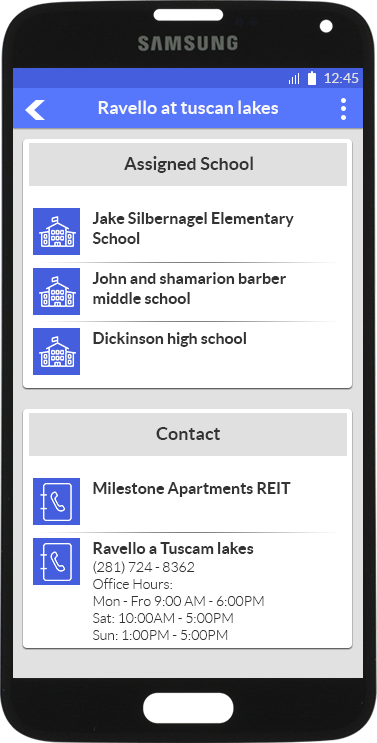 SAMSUNG
12:45
Ravello at tuscan lakes
Assigned School
Jake Silbernagel Elementary
School
John and shamarion barber
middle school
Dickinson high school
Contact
Milestone Apartments REIT
Ravello a Tuscam lakes
(281) 724 - 8362
Office Hours:
Mon - Fro 9:00 AM - 6:00PM
Sat: 10:00AM - 5:00PM
Sun: 1:00PM - 5:00PM